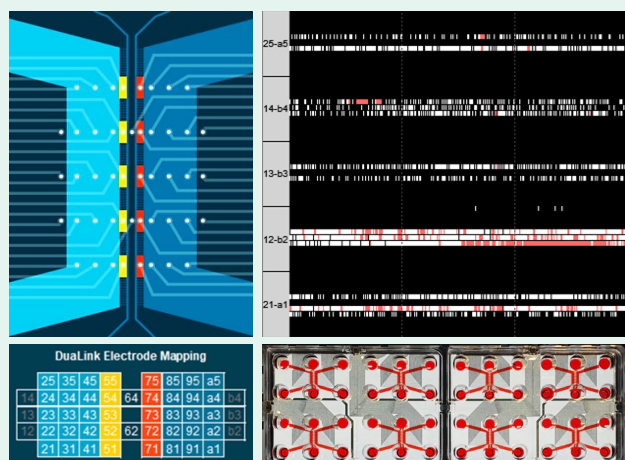 25-a5
14-b4
13-b3
12-b2
21-a1
DuaLink Electrode Mapping
25 35 45 55 75 85 95 a5
14 24 34 44 54 64 74 84 94 a4 b4
13 23 33 43 53 73 83 93 a3 b3
12 22 32 42 52 62 72 82 92 a2 b2
21 31 41 51 71 81 91 a1